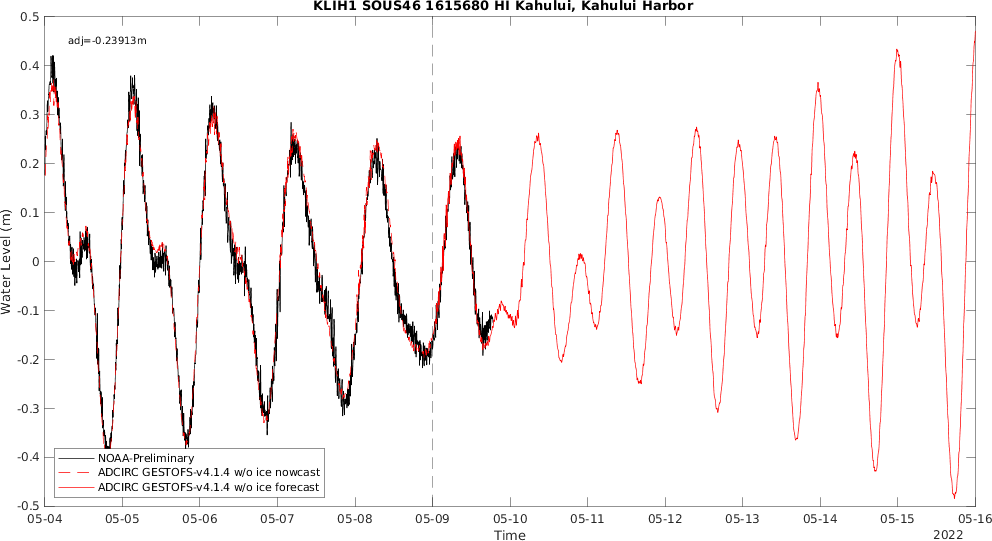 KLIH1 SOUS46 1615680 HI Kahului, Kahului Harbor
adj=-0.23913m
0.5
0.4
0.3
0.2
0.1
0
-0.1
-0.2
-0.3
-0.4
-0.5
Water Level (m)
NOAA-Preliminary
ADCIRC GESTOFS-v4.1.4 w/o ice nowcast
ADCIRC GESTOFS-v4.1.4 w/o ice forecast
05-04 05-05 05-06 05-07 05-08 05-09 05-10 05-11 05-12 05-13 05-14 05-15 05-16
Time
2022